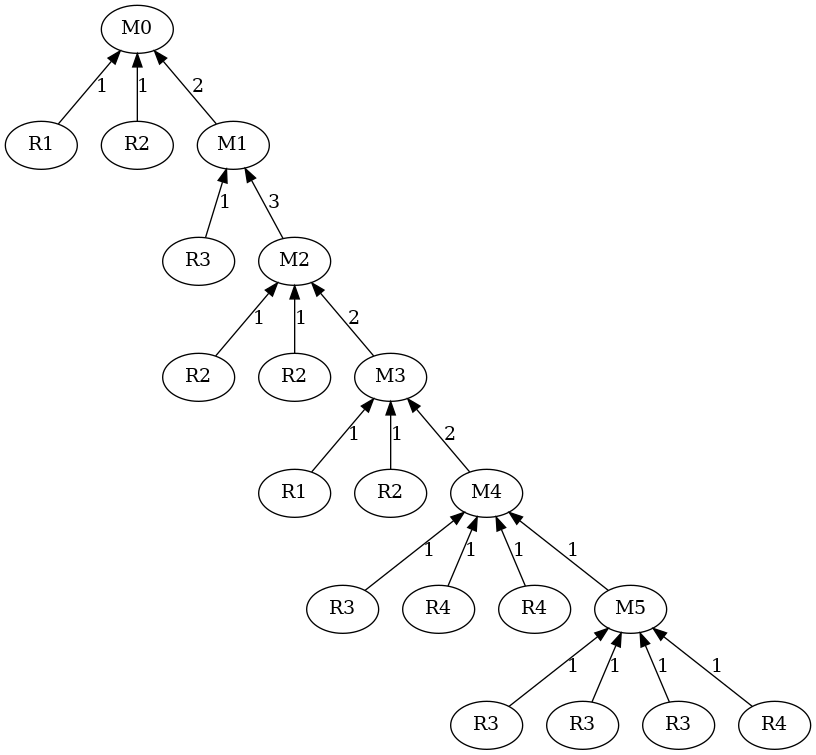 M0
1 1 2
R1 R2 M1
1 3
R3 M2
1 1 2
R2 R2 M3
1 1 2
R1 R2 M4
1 1 1 1
R3 R4 R4 M5
1 1 1 1
R3 R3 R3 R4